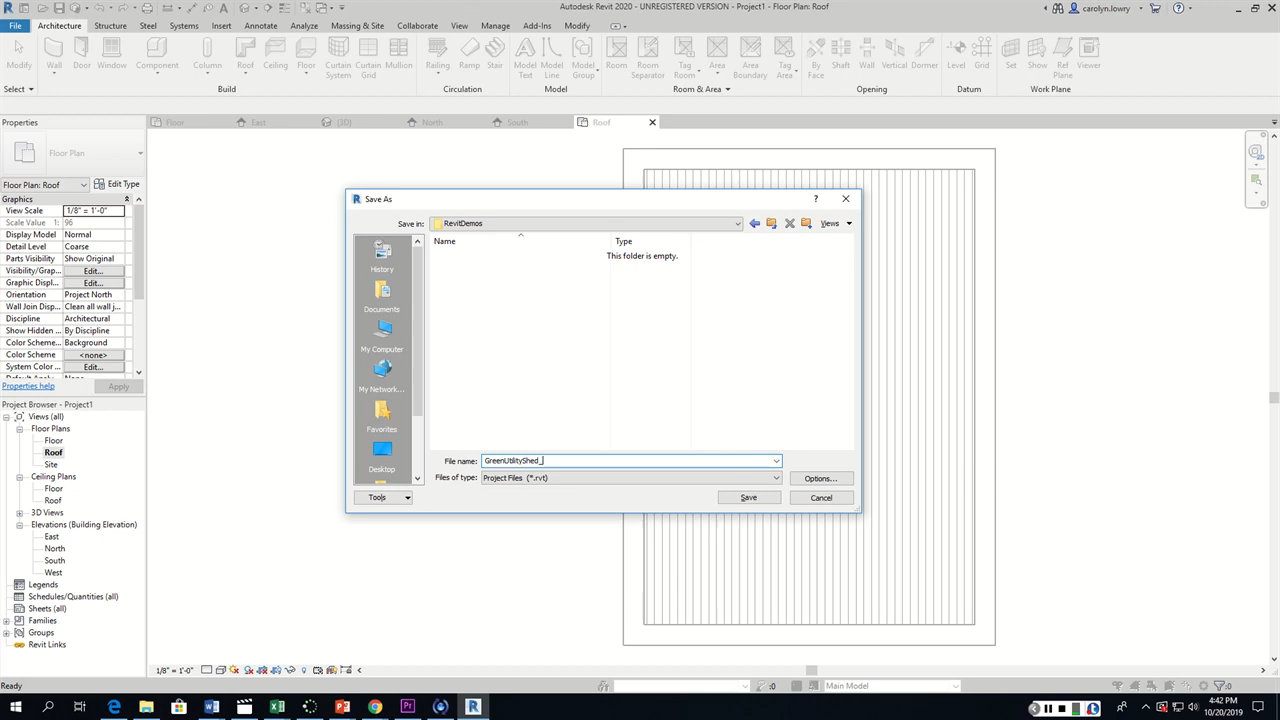 Autodesk Revit 2020 - UNREGISTERED VERSION - Project1 - Floor Plan: Roof
carolyn.lowry
File Architecture Structure Steel Systems Insert Annotate Analyze Massing & Site Collaborate View Manage Add-Ins Modify
Modify Wall Door Window Component Column Roof Ceiling Floor Curtain System Curtain Grid Mullion Railing Ramp Stair Model Text Model Line Model Group Room Room Separator Tag Room Area Area Boundary Tag Area By Face Shaft Wall Vertical Dormer Level Grid Set Show Ref Plane Viewer
Select Build Circulation Model Room & Area Opening Datum Work Plane
Properties
Floor East {3D} North South Roof
Floor Plan
Floor Plan: Roof Edit Type
Graphics
View Scale 1/8" = 1'-0"
Scale Value 1: 96
Display Model Normal
Detail Level Coarse
Parts Visibility Show Original
Visibility/Grap... Edit...
Graphic Displ... Edit...
Orientation Project North
Wall Join Disp... Clean all wall j...
Discipline Architectural
Show Hidden ... By Discipline
Color Scheme... Background
Color Scheme <none>
System Color ... Edit...
Properties help Apply
Project Browser - Project1
Views (all)
Floor Plans
Floor
Roof
Site
Ceiling Plans
Floor
Roof
3D Views
Elevations (Building Elevation)
East
North
South
West
Legends
Schedules/Quantities (all)
Sheets (all)
Families
Groups
Revit Links
Save As
Save in: RevitDemos Views
Name Type
This folder is empty.
History
Documents
My Computer
My Network...
Favorites
Desktop
File name: GreenUtilityShed_
Files of type: Project Files (*.rvt) Options...
Tools Save Cancel
1/8" = 1'-0"
Ready :0 Main Model :0
4:42 PM
10/20/2019